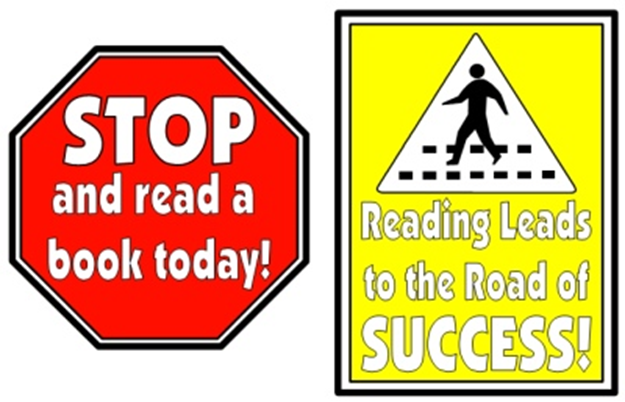 STOP
and read a
book today!
Reading Leads
to the Road of
SUCCESS!